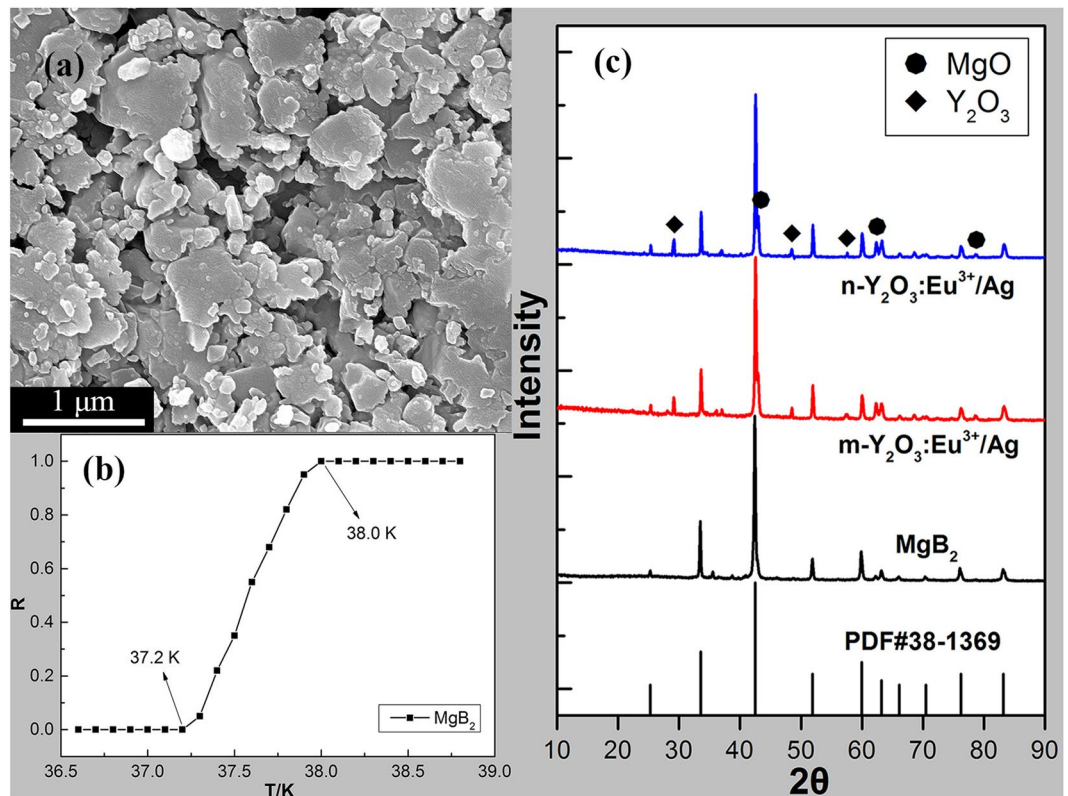 (a)
1 μm
(b)
1.0
0.8
0.6
0.4
0.2
0.0
R
38.0 K
37.2 K
MgB₂
36.5 37.0 37.5 38.0 38.5 39.0
T/K
(c)
MgO
Y₂O₃
n-Y₂O₃:Eu³⁺/Ag
m-Y₂O₃:Eu³⁺/Ag
MgB₂
PDF#38-1369
Intensity
10 20 30 40 50 60 70 80 90
2θ